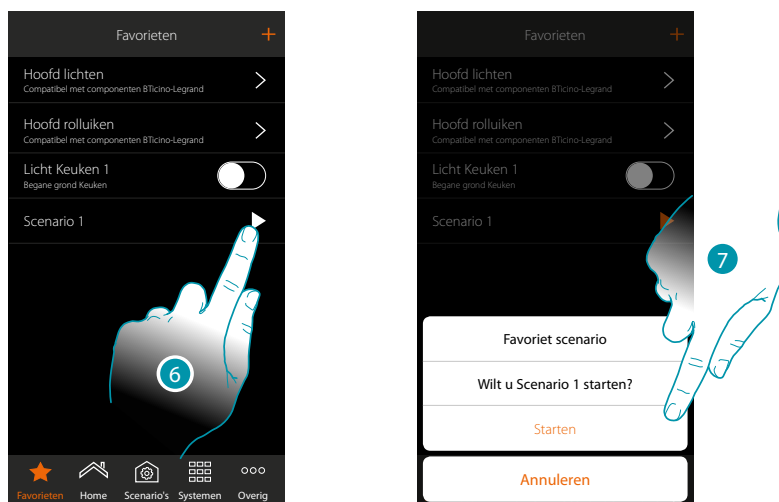 Favorieten +
Hoofd lichten
Compatibel met componenten BTicino-Legrand
Hoofd rolluiken
Compatibel met componenten BTicino-Legrand
Licht Keuken 1
Begane grond Keuken
Scenario 1
6
Favorieten Home Scenario's Systemen Overig
Favorieten +
Hoofd lichten
Compatibel met componenten BTicino-Legrand
Hoofd rolluiken
Compatibel met componenten BTicino-Legrand
Licht Keuken 1
Begane grond Keuken
Scenario 1
7
Favoriet scenario
Wilt u Scenario 1 starten?
Starten
Annuleren